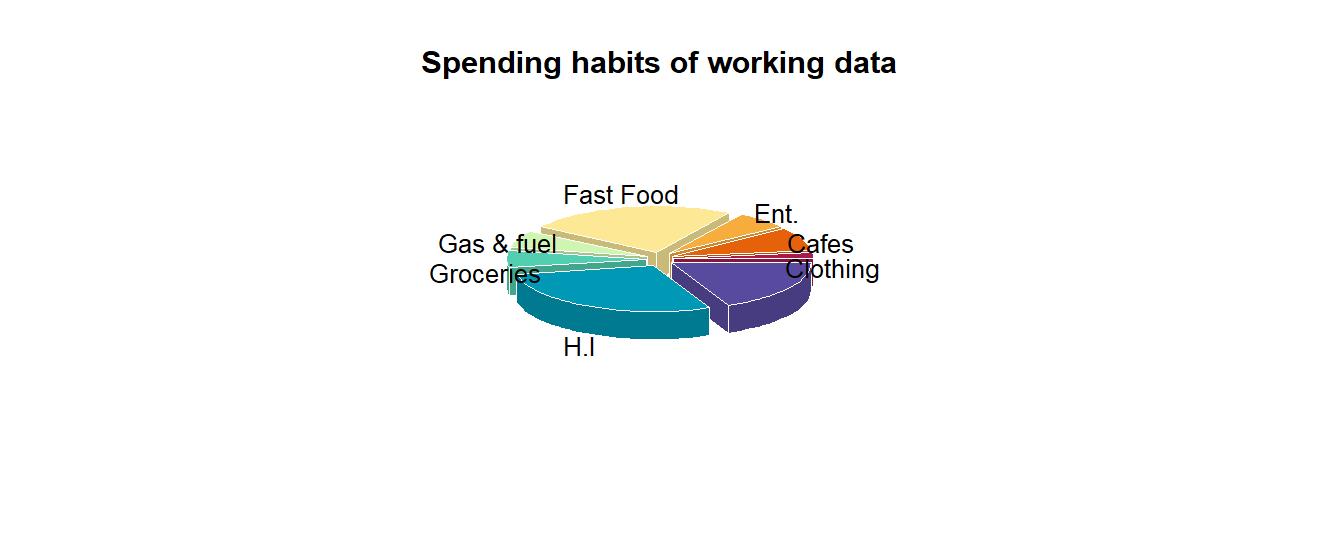 Spending habits of working data
Fast Food
Ent.
Gas & fuel
Cafes
Clothing
Groceries
H.I